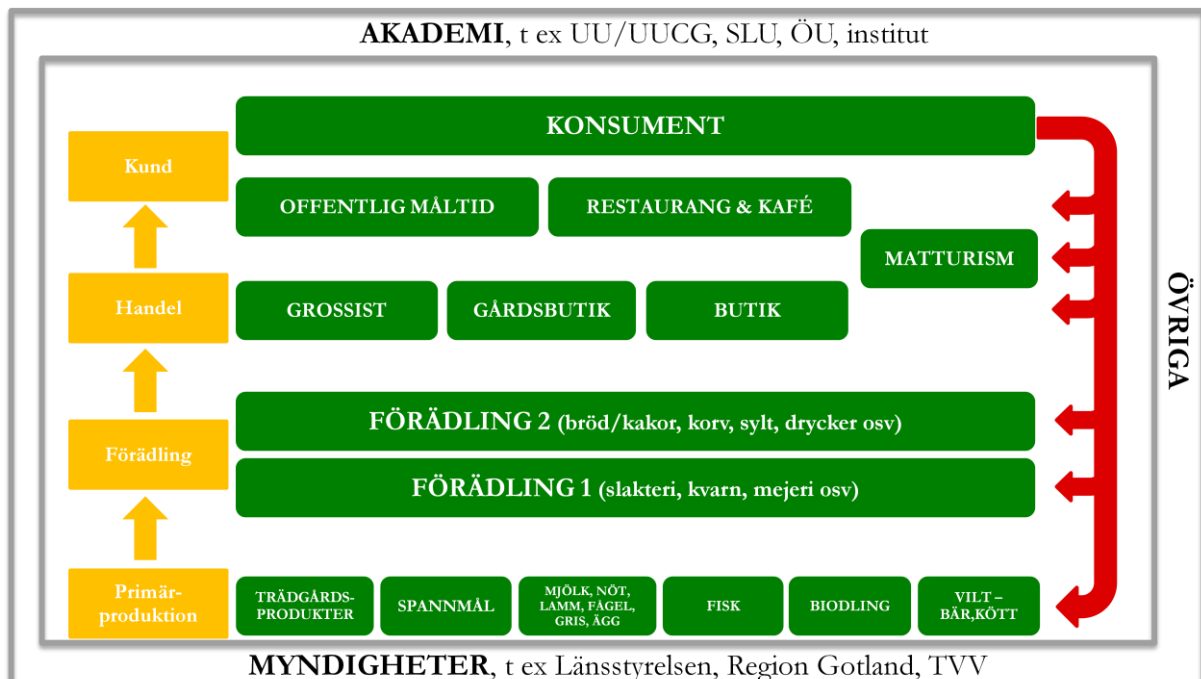 AKADEMI, t ex UU/UUCG, SLU, ÖU, institut
KONSUMENT
Kund
OFFENTLIG MÅLTID
RESTAURANG & KAFÉ
MATTURISM
Handel
GROSSIST
GÅRDSBUTIK
BUTIK
ÖVRIGA
FÖRÄDLING 2 (bröd/kakor, korv, sylt, drycker osv)
Förädling
FÖRÄDLING 1 (slakteri, kvarn, mejeri osv)
Primär-
produktion
TRÄDGÅRDS-
PRODUKTER
SPANNMÅL
MJÖLK, NÖT,
LAMM, FÅGEL,
GRIS, ÄGG
FISK
BIODLING
VILT –
BÄR,KÖTT
MYNDIGHETER, t ex Länsstyrelsen, Region Gotland, TVV